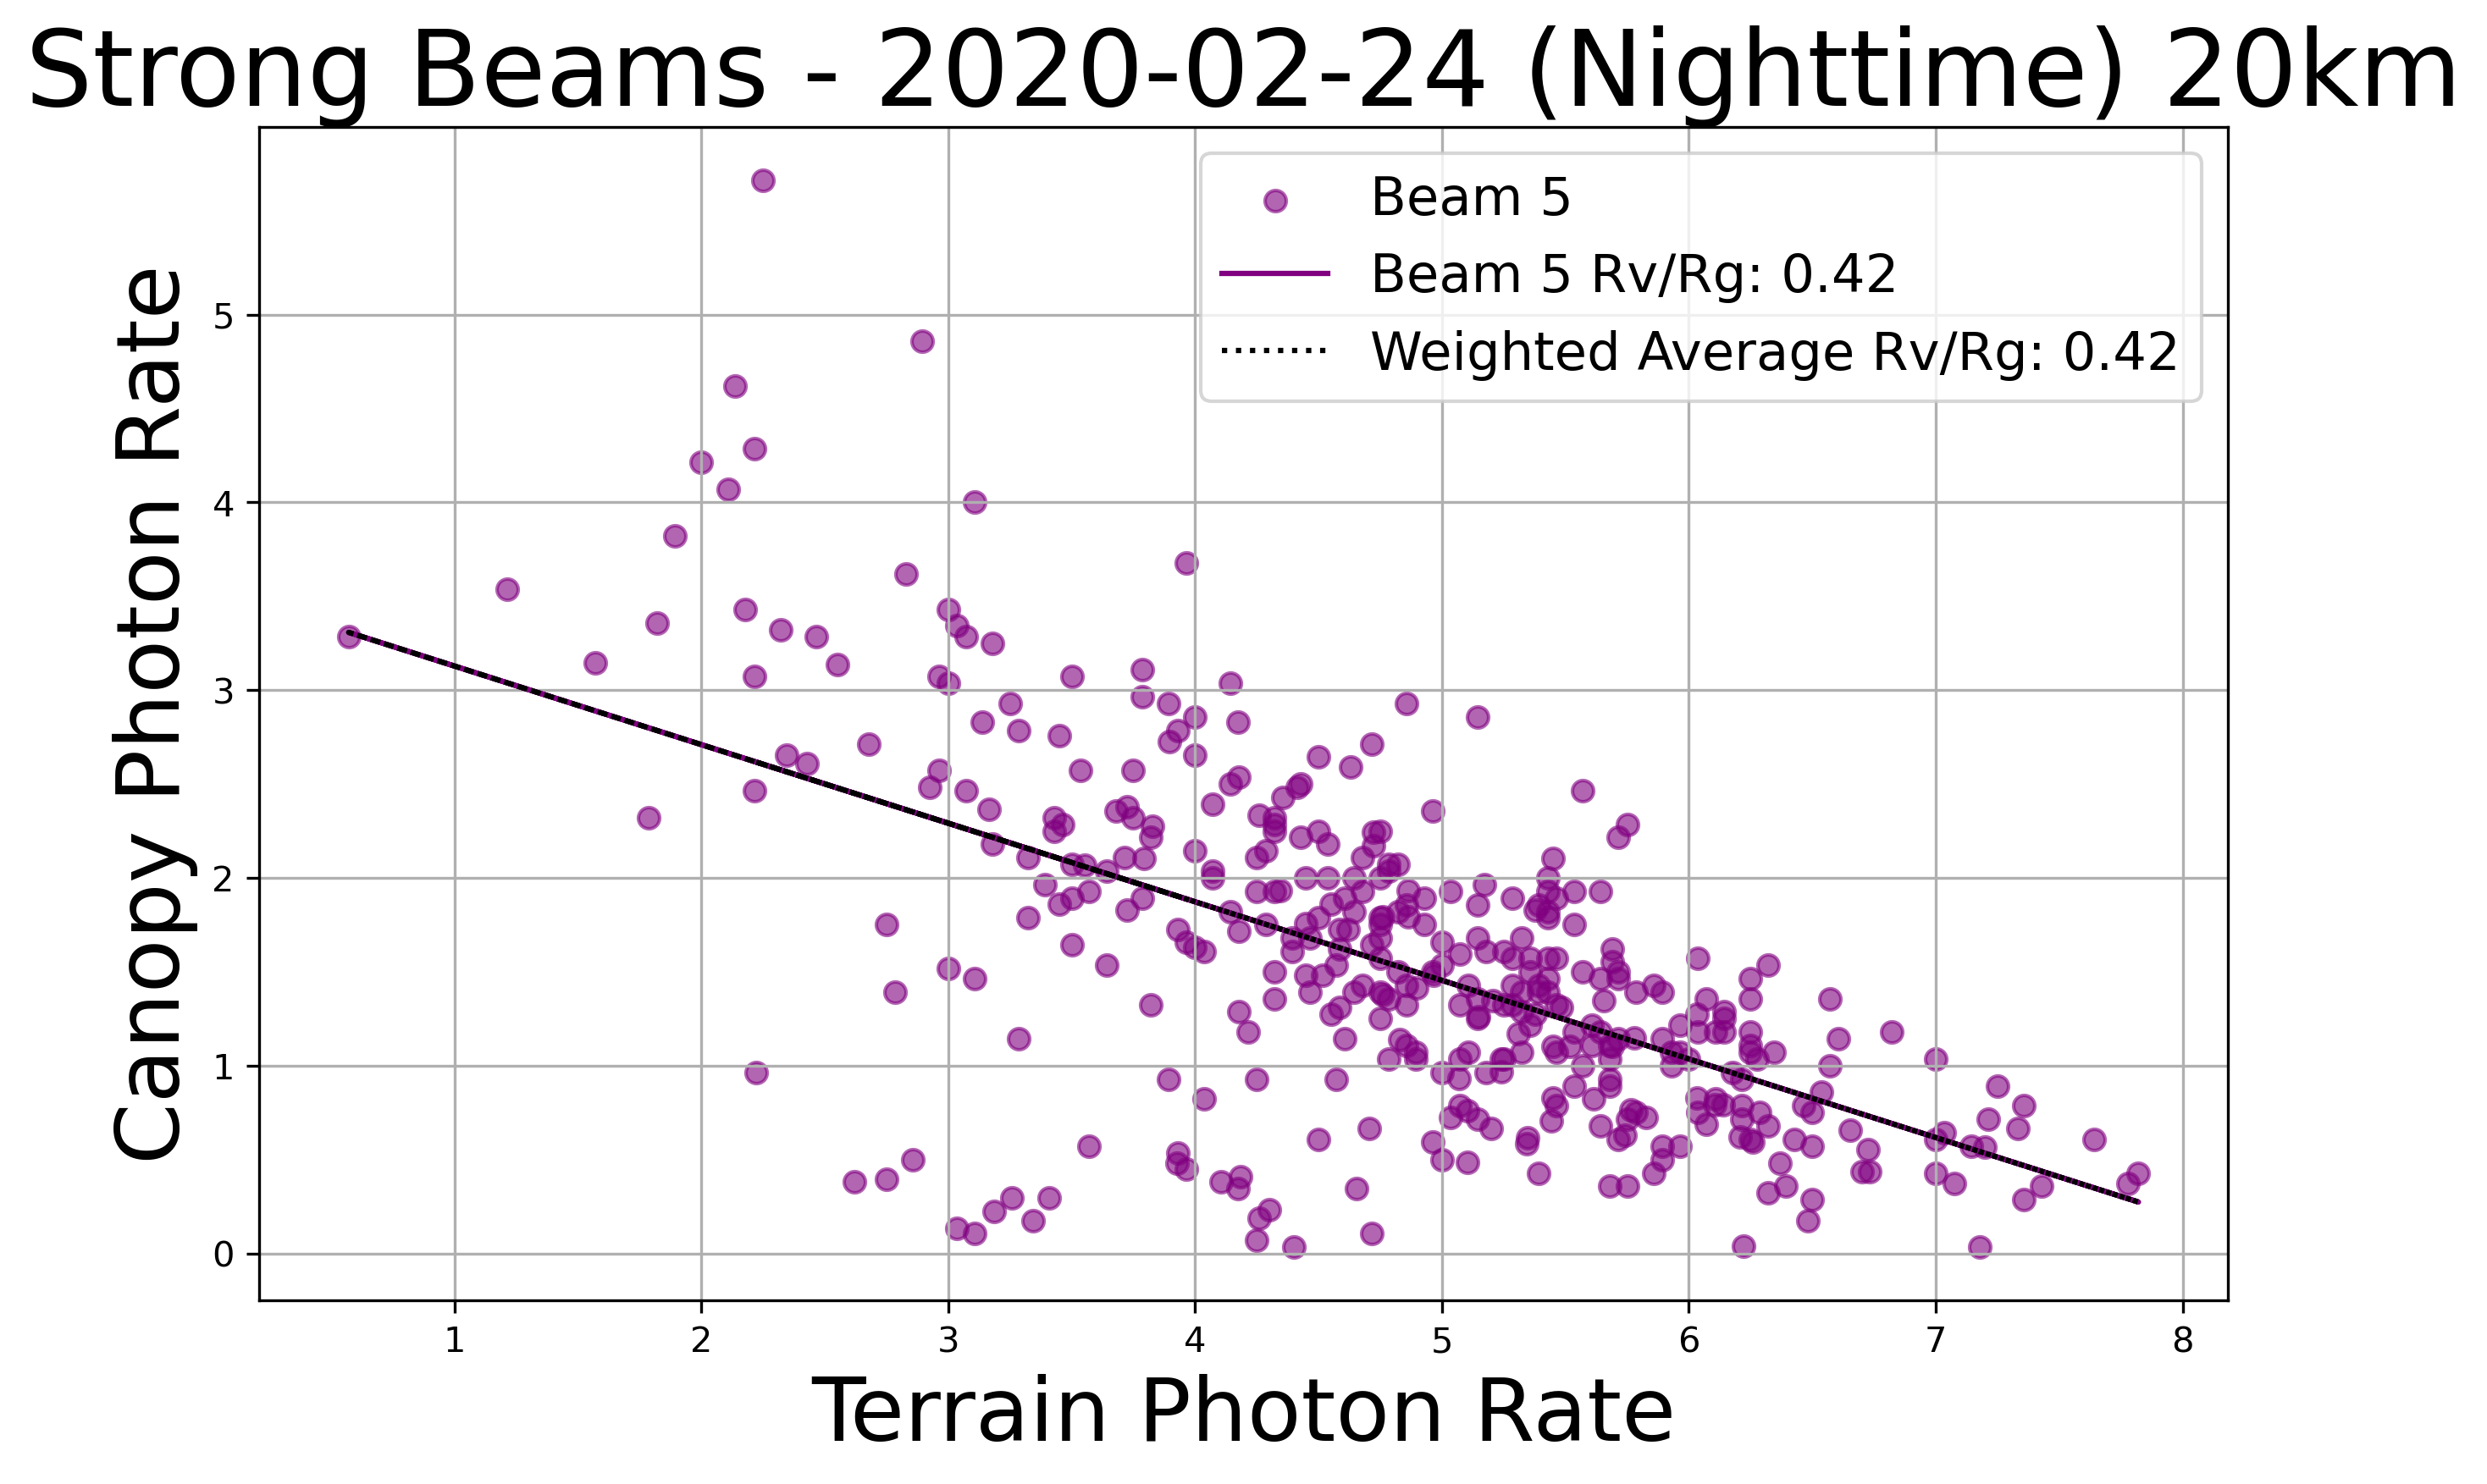 Strong Beams - 2020-02-24 (Nighttime) 20km
Beam 5
Beam 5 Rv/Rg: 0.42
Weighted Average Rv/Rg: 0.42
Canopy Photon Rate
5
4
3
2
1
0
1 2 3 4 5 6 7 8
Terrain Photon Rate